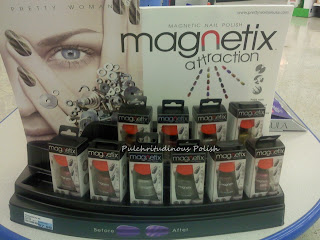 PRETTY WOMAN
MAGNETIC NAIL POLISH
magnetix
attraction
magnetix
magnetix
magnetix
magnetix
Pulchritudinous Polish
magnetix
magnetix
magnetix
magnetix
magnetix
Before
After